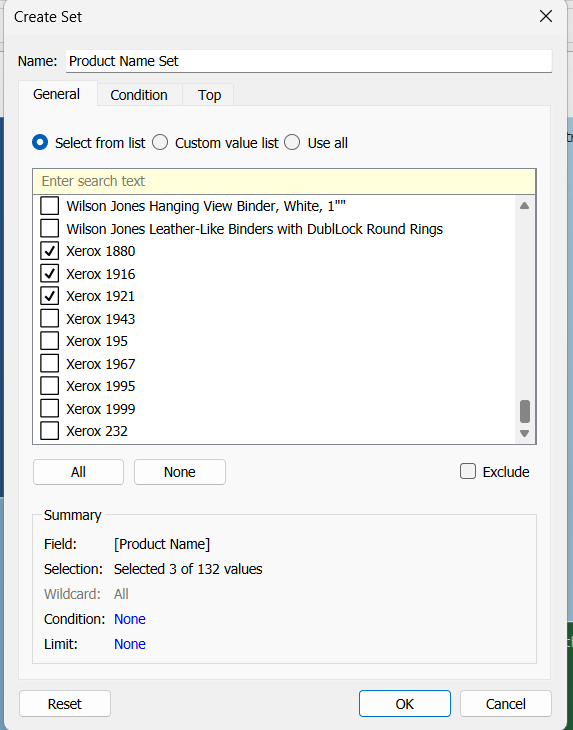 Create Set
Name: Product Name Set
General Condition Top
Select from list Custom value list Use all
Enter search text
Wilson Jones Hanging View Binder, White, 1""
Wilson Jones Leather-Like Binders with DublLock Round Rings
Xerox 1880
Xerox 1916
Xerox 1921
Xerox 1943
Xerox 195
Xerox 1967
Xerox 1995
Xerox 1999
Xerox 232
All None Exclude
Summary
Field: [Product Name]
Selection: Selected 3 of 132 values
Wildcard: All
Condition: None
Limit: None
Reset OK Cancel